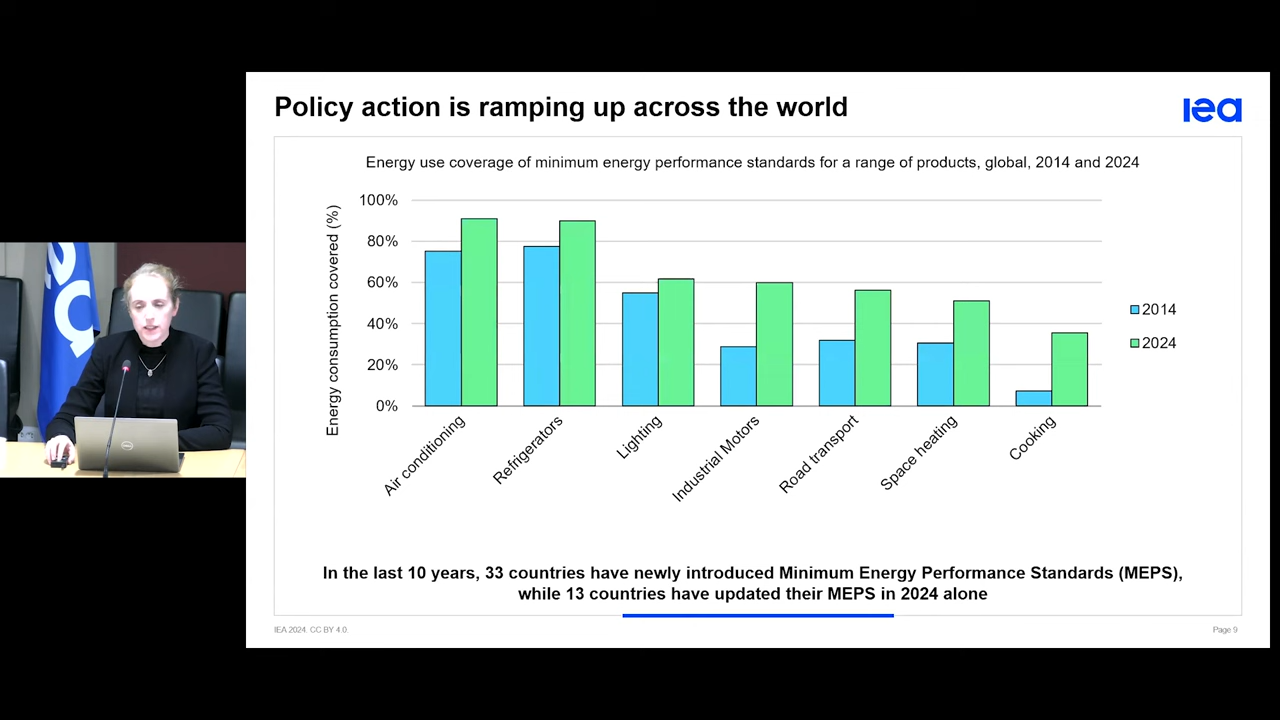 Policy action is ramping up across the world
iea
Energy use coverage of minimum energy performance standards for a range of products, global, 2014 and 2024
Energy consumption covered (%)
100%
80%
60%
40%
20%
0%
Air conditioning
Refrigerators
Lighting
Industrial Motors
Road transport
Space heating
Cooking
2014
2024
In the last 10 years, 33 countries have newly introduced Minimum Energy Performance Standards (MEPS),
while 13 countries have updated their MEPS in 2024 alone
IEA 2024. CC BY 4.0.
Page 9
ea
DELL